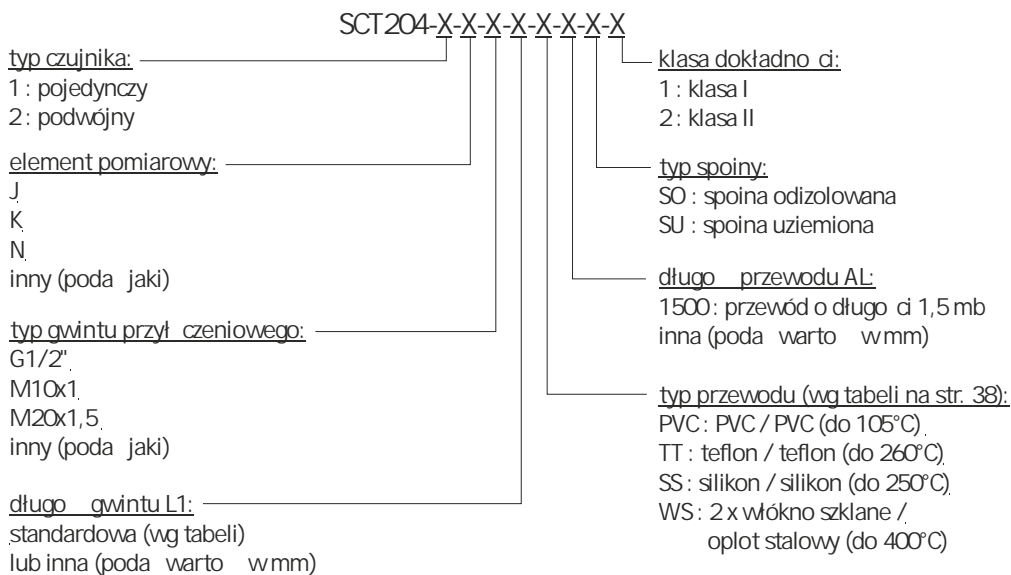 SCT204-X-X-X-X-X-X-X-X
typ czujnika:
1 : pojedynczy
2 : podwójny
element pomiarowy:
J
K
N
inny (poda jaki)
typ gwintu przył czeniowego:
G1/2"
M10x1
M20x1,5
inny (poda jaki)
długo gwintu L1:
standardowa (wg tabeli)
lub inna (poda warto w mm)
klasa dokładno ci:
1 : klasa I
2 : klasa II
typ spoiny:
SO : spoina odizolowana
SU : spoina uziemiona
długo przewodu AL:
1500 : przewód o długo ci 1,5 mb
inna (poda warto w mm)
typ przewodu (wg tabeli na str. 38):
PVC : PVC / PVC (do 105°C)
TT : teflon / teflon (do 260°C)
SS : silikon / silikon (do 250°C)
WS : 2 x włókno szklane /
oplot stalowy (do 400°C)